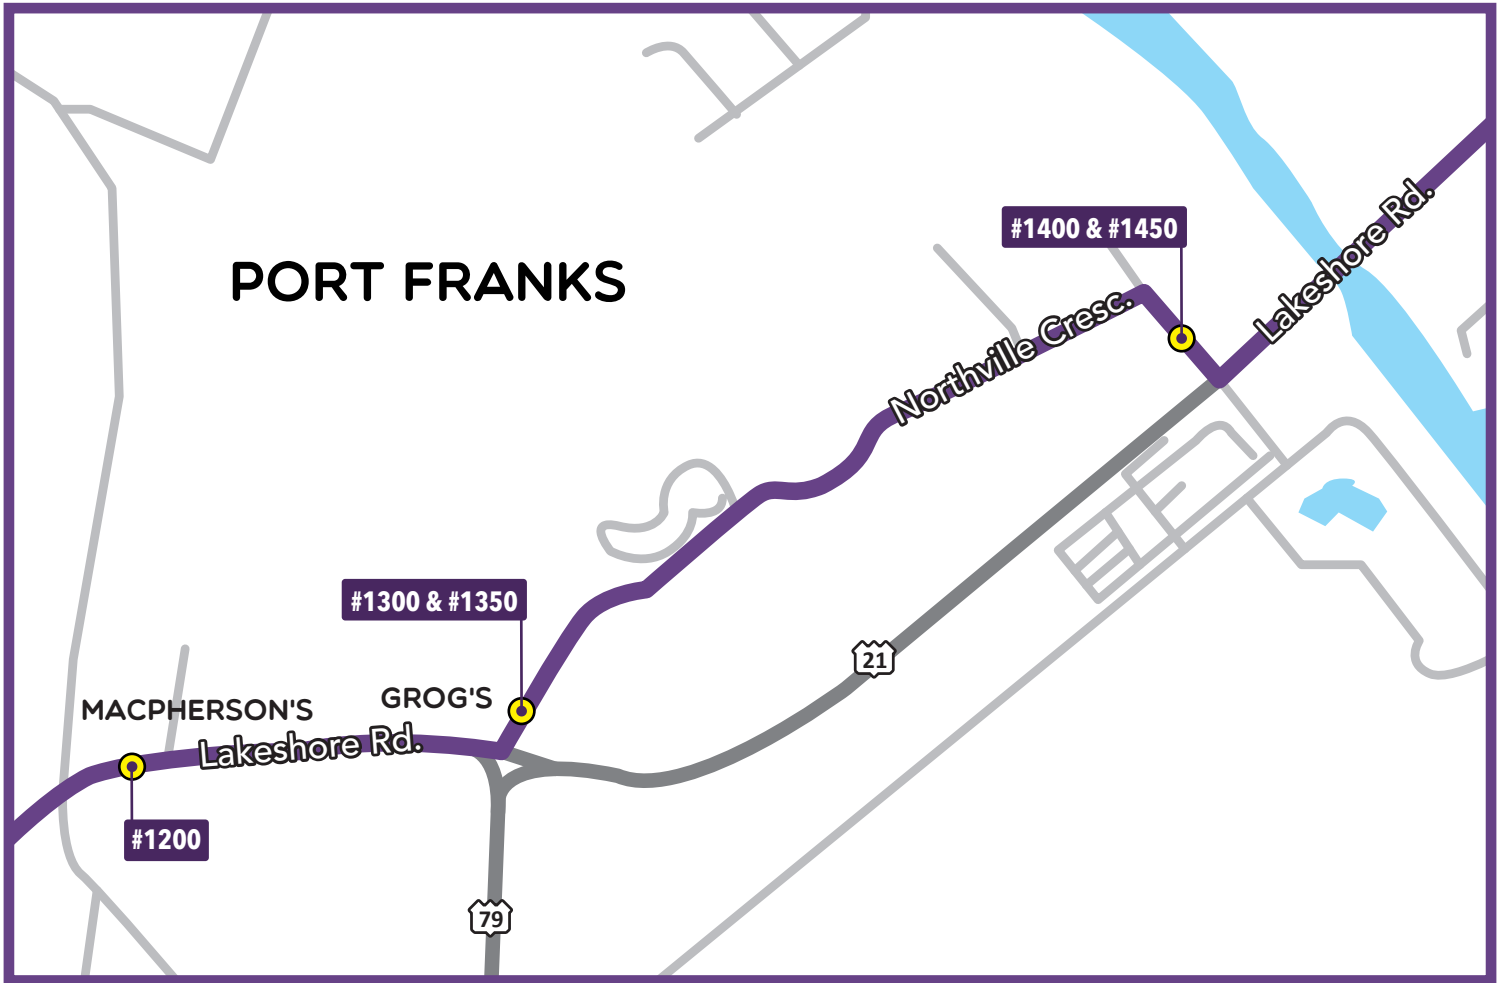 Lakeshore Rd.
#1400 & #1450
PORT FRANKS
Northville Cresc.
#1300 & #1350
21
GROG'S
MACPHERSON'S
Lakeshore Rd.
#1200
79